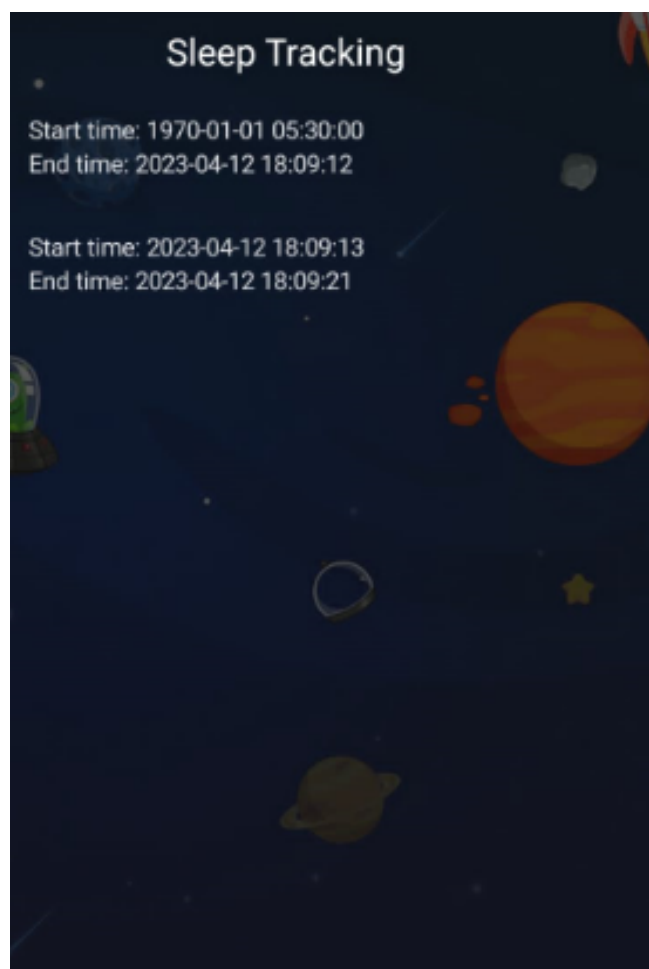 Sleep Tracking
Start time: 1970-01-01 05:30:00
End time: 2023-04-12 18:09:12
Start time: 2023-04-12 18:09:13
End time: 2023-04-12 18:09:21